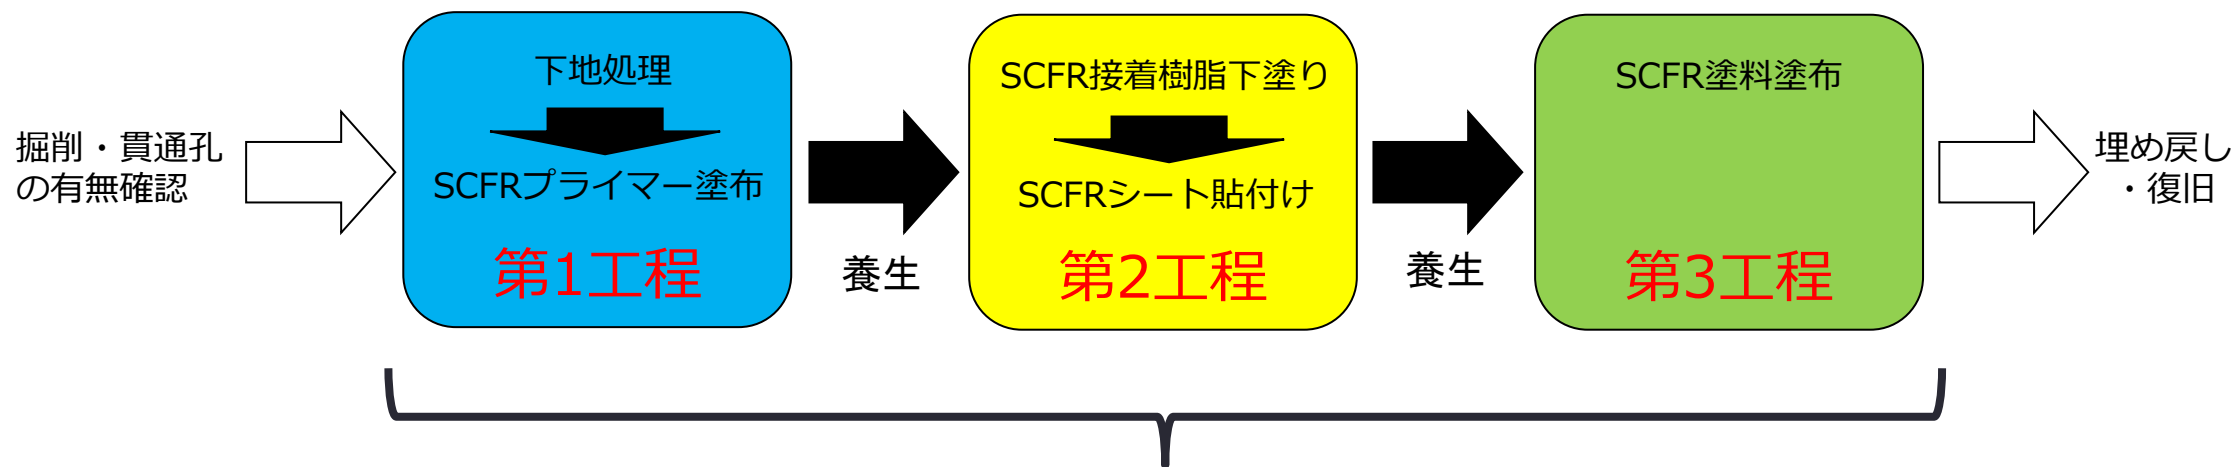 掘削・貫通孔
の有無確認
下地処理
SCFRプライマー塗布
第1工程
養生
SCFR接着樹脂下塗り
SCFRシート貼付け
第2工程
養生
SCFR塗料塗布
第3工程
埋め戻し
・復旧